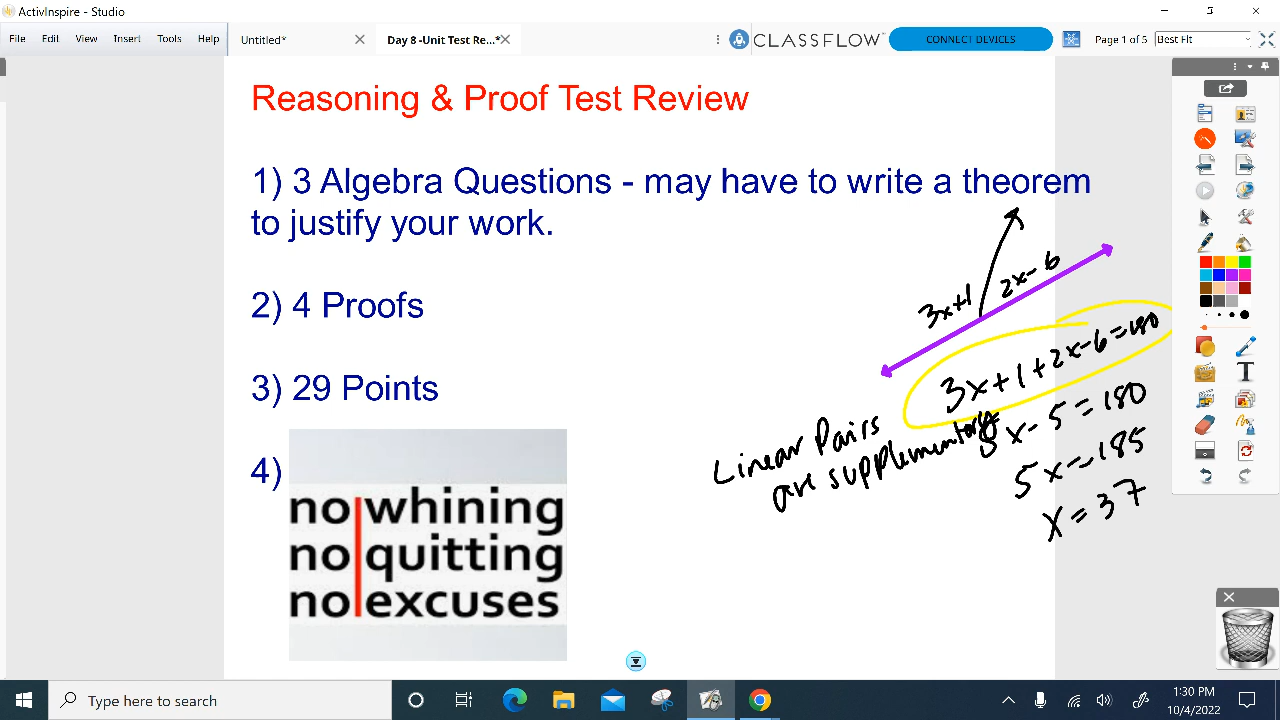 ActivInspire - Studio
File Edit View Insert Tools Help
Untitled*
Day 8 -Unit Test Re...*
CLASSFLOW
CONNECT DEVICES
Page 1 of 5
Best Fit
Reasoning & Proof Test Review
1) 3 Algebra Questions - may have to write a theorem
to justify your work.
2) 4 Proofs
3) 29 Points
4)
no whining
no quitting
no excuses
3x+1
2x-6
3x+1+2x-6=180
5x-5=180
5x=185
x=37
Linear Pairs
are supplementary
T
Type here to search
1:30 PM
10/4/2022